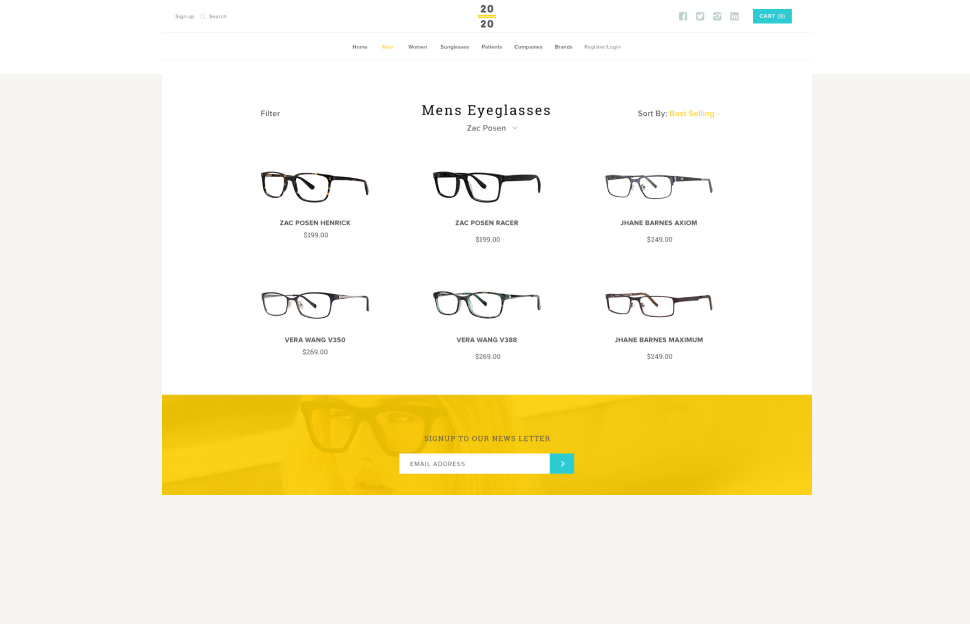 Sign up Search
20
20
CART (0)
Home Men Women Sunglasses Patients Companies Brands Register/Login
Filter
Mens Eyeglasses
Sort By: Best Selling
Zac Posen
ZAC POSEN HENRICK
$199.00
ZAC POSEN RACER
$199.00
JHANE BARNES AXIOM
$249.00
VERA WANG V350
$269.00
VERA WANG V388
$269.00
JHANE BARNES MAXIMUM
$249.00
SIGNUP TO OUR NEWS LETTER
EMAIL ADDRESS